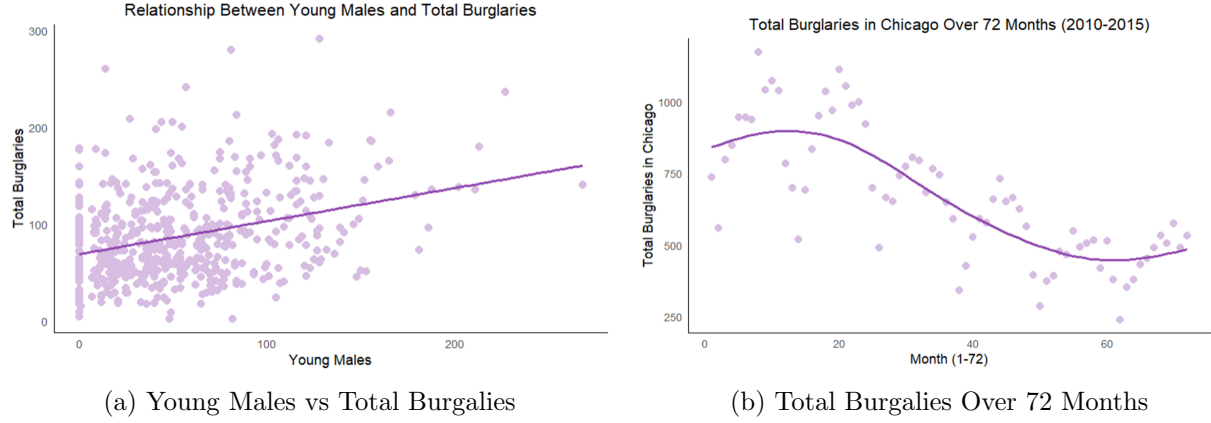 Relationship Between Young Males and Total Burglaries
300
200
100
0
Total Burglaries
0 100 200
Young Males
(a) Young Males vs Total Burgalies
Total Burglaries in Chicago Over 72 Months (2010-2015)
1000
750
500
250
Total Burglaries in Chicago
0 20 40 60
Month (1-72)
(b) Total Burgalies Over 72 Months